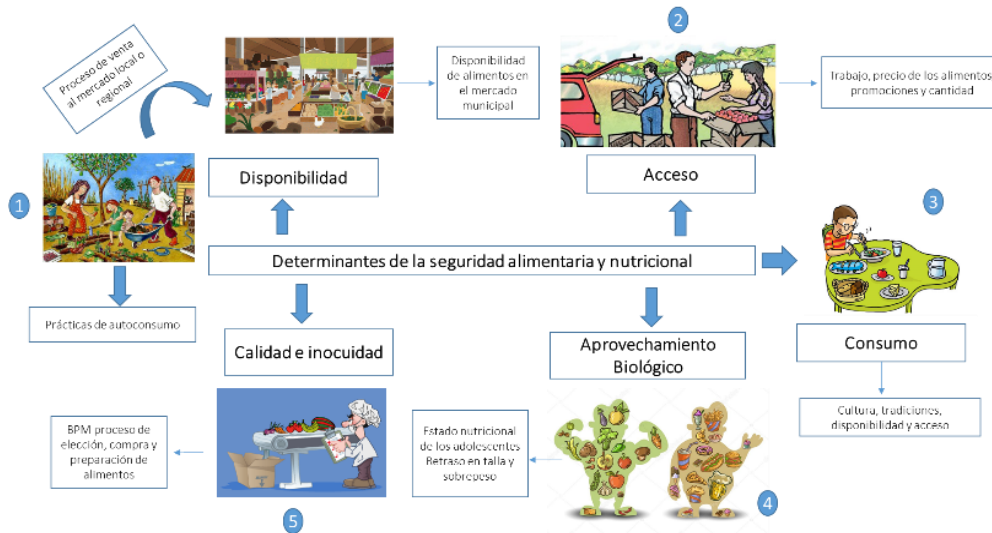 Proceso de venta
al mercado local o
regional
Disponibilidad
de alimentos en
el mercado
municipal
2
Trabajo, precio de los alimentos
promociones y cantidad
1
Disponibilidad
Acceso
3
Determinantes de la seguridad alimentaria y nutricional
Prácticas de autoconsumo
Calidad e inocuidad
Aprovechamiento
Biológico
Consumo
BPM proceso de
elección, compra y
preparación de
alimentos
Estado nutricional
de los adolescentes
Retraso en talla y
sobrepeso
Cultura, tradiciones,
disponibilidad y acceso
5
4